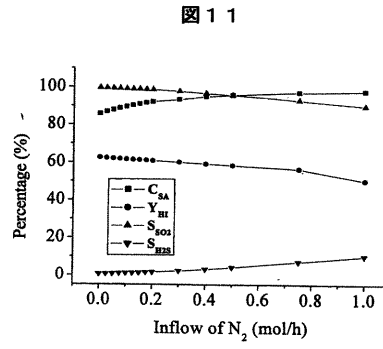 図11
Percentage (%)
100
80
60
40
20
0
C_SA
Y_HI
S_SO2
S_H2S
0.0 0.2 0.4 0.6 0.8 1.0
Inflow of N₂ (mol/h)